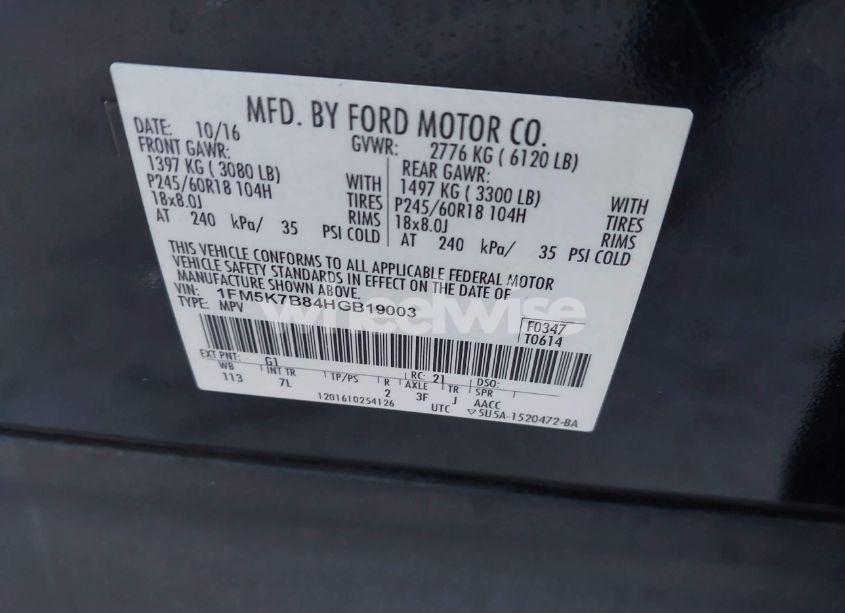 MFD. BY FORD MOTOR CO.
DATE: 10/16 GVWR: 2776 KG ( 6120 LB)
FRONT GAWR: REAR GAWR:
1397 KG ( 3080 LB) WITH 1497 KG ( 3300 LB) WITH
P245/60R18 104H TIRES P245/60R18 104H TIRES
18x8.0J RIMS 18x8.0J RIMS
AT 240 kPa/ 35 PSI COLD AT 240 kPa/ 35 PSI COLD
THIS VEHICLE CONFORMS TO ALL APPLICABLE FEDERAL MOTOR
VEHICLE SAFETY STANDARDS IN EFFECT ON THE DATE OF
MANUFACTURE SHOWN ABOVE.
VIN: 1FM5K7B84HGB19003
TYPE: MPV
F0347
T0614
wheelwise
EXT PNT: G1 RC: 21 DSO:
WB INT TR TP/PS R AXLE TR SPR
113 7L 2 3F J AACC
1201610254126 UTC ▽5U5A-1520472-BA